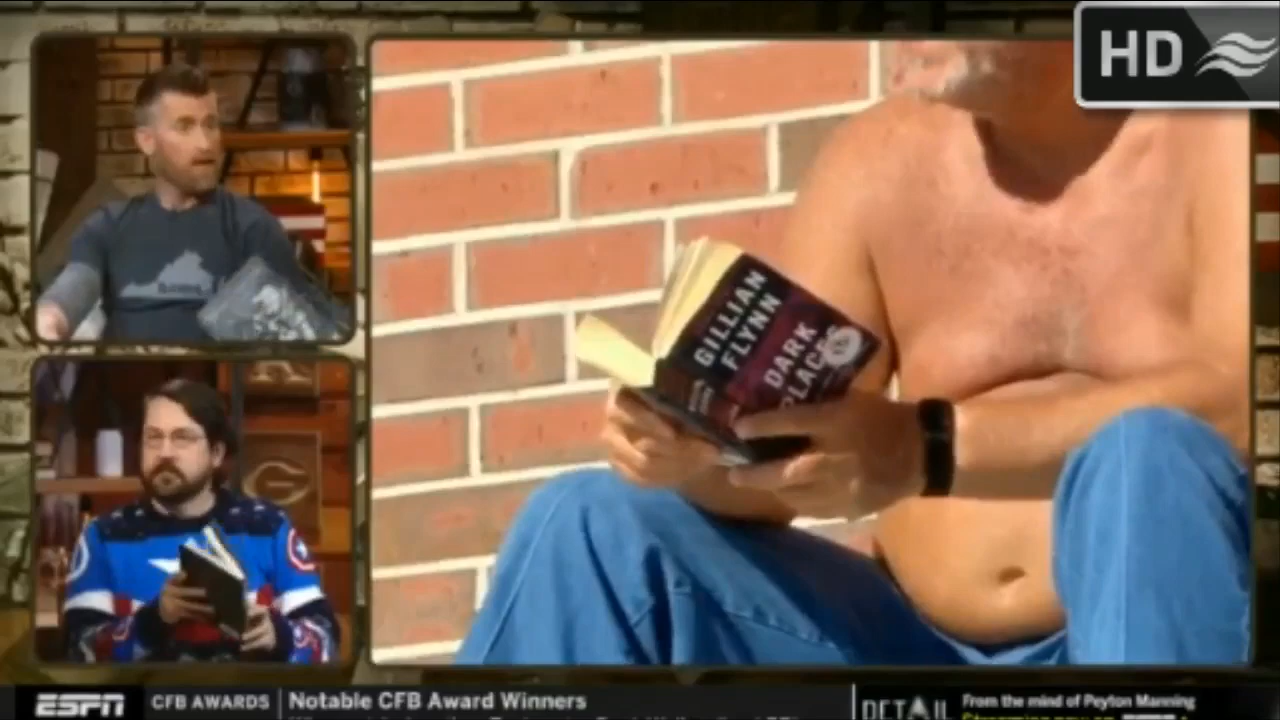 HD
GILLIAN
FLYNN
DARK
PLACES
G
ESPN
CFB AWARDS
Notable CFB Award Winners
DETAIL
From the mind of Peyton Manning